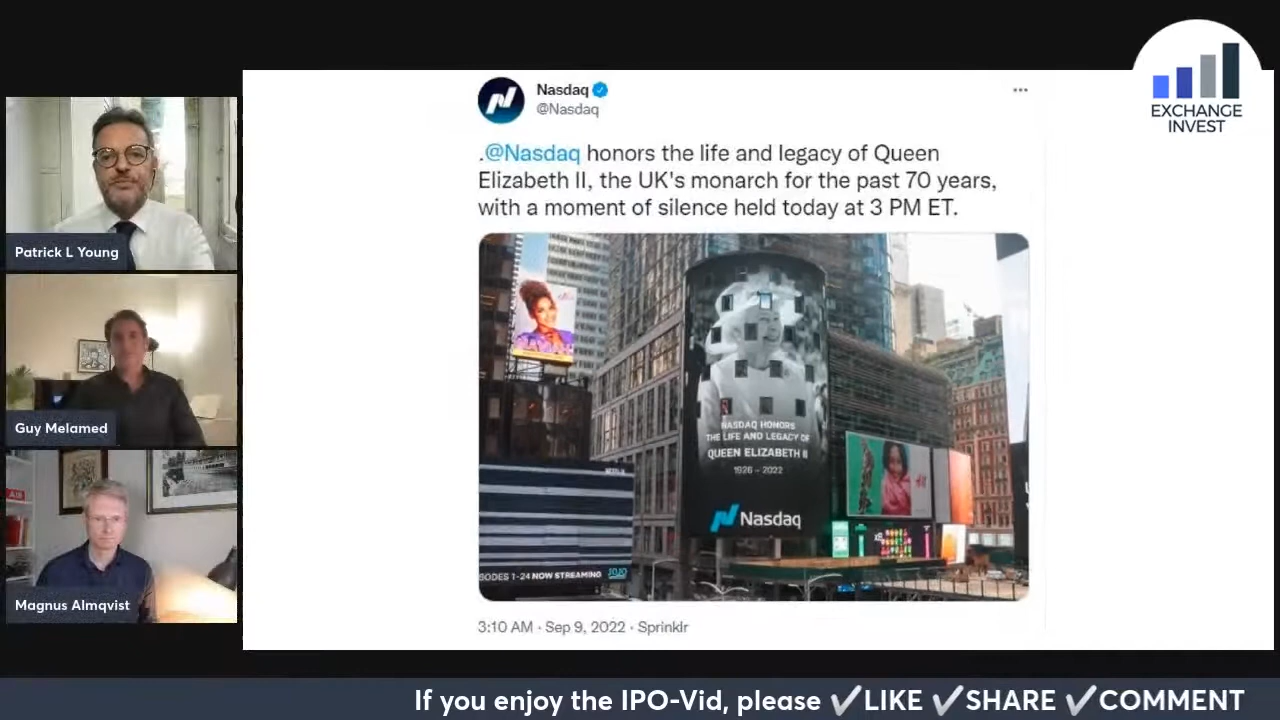 Patrick L Young
Guy Melamed
Magnus Almqvist
Nasdaq
@Nasdaq
.@Nasdaq honors the life and legacy of Queen
Elizabeth II, the UK's monarch for the past 70 years,
with a moment of silence held today at 3 PM ET.
NASDAQ HONORS
THE LIFE AND LEGACY OF
QUEEN ELIZABETH II
1926 – 2022
Nasdaq
NETFLIX
SODES 1-24 NOW STREAMING
JOJO
H&M
3:10 AM · Sep 9, 2022 · Sprinklr
EXCHANGE
INVEST
If you enjoy the IPO-Vid, please ✔LIKE ✔SHARE ✔COMMENT